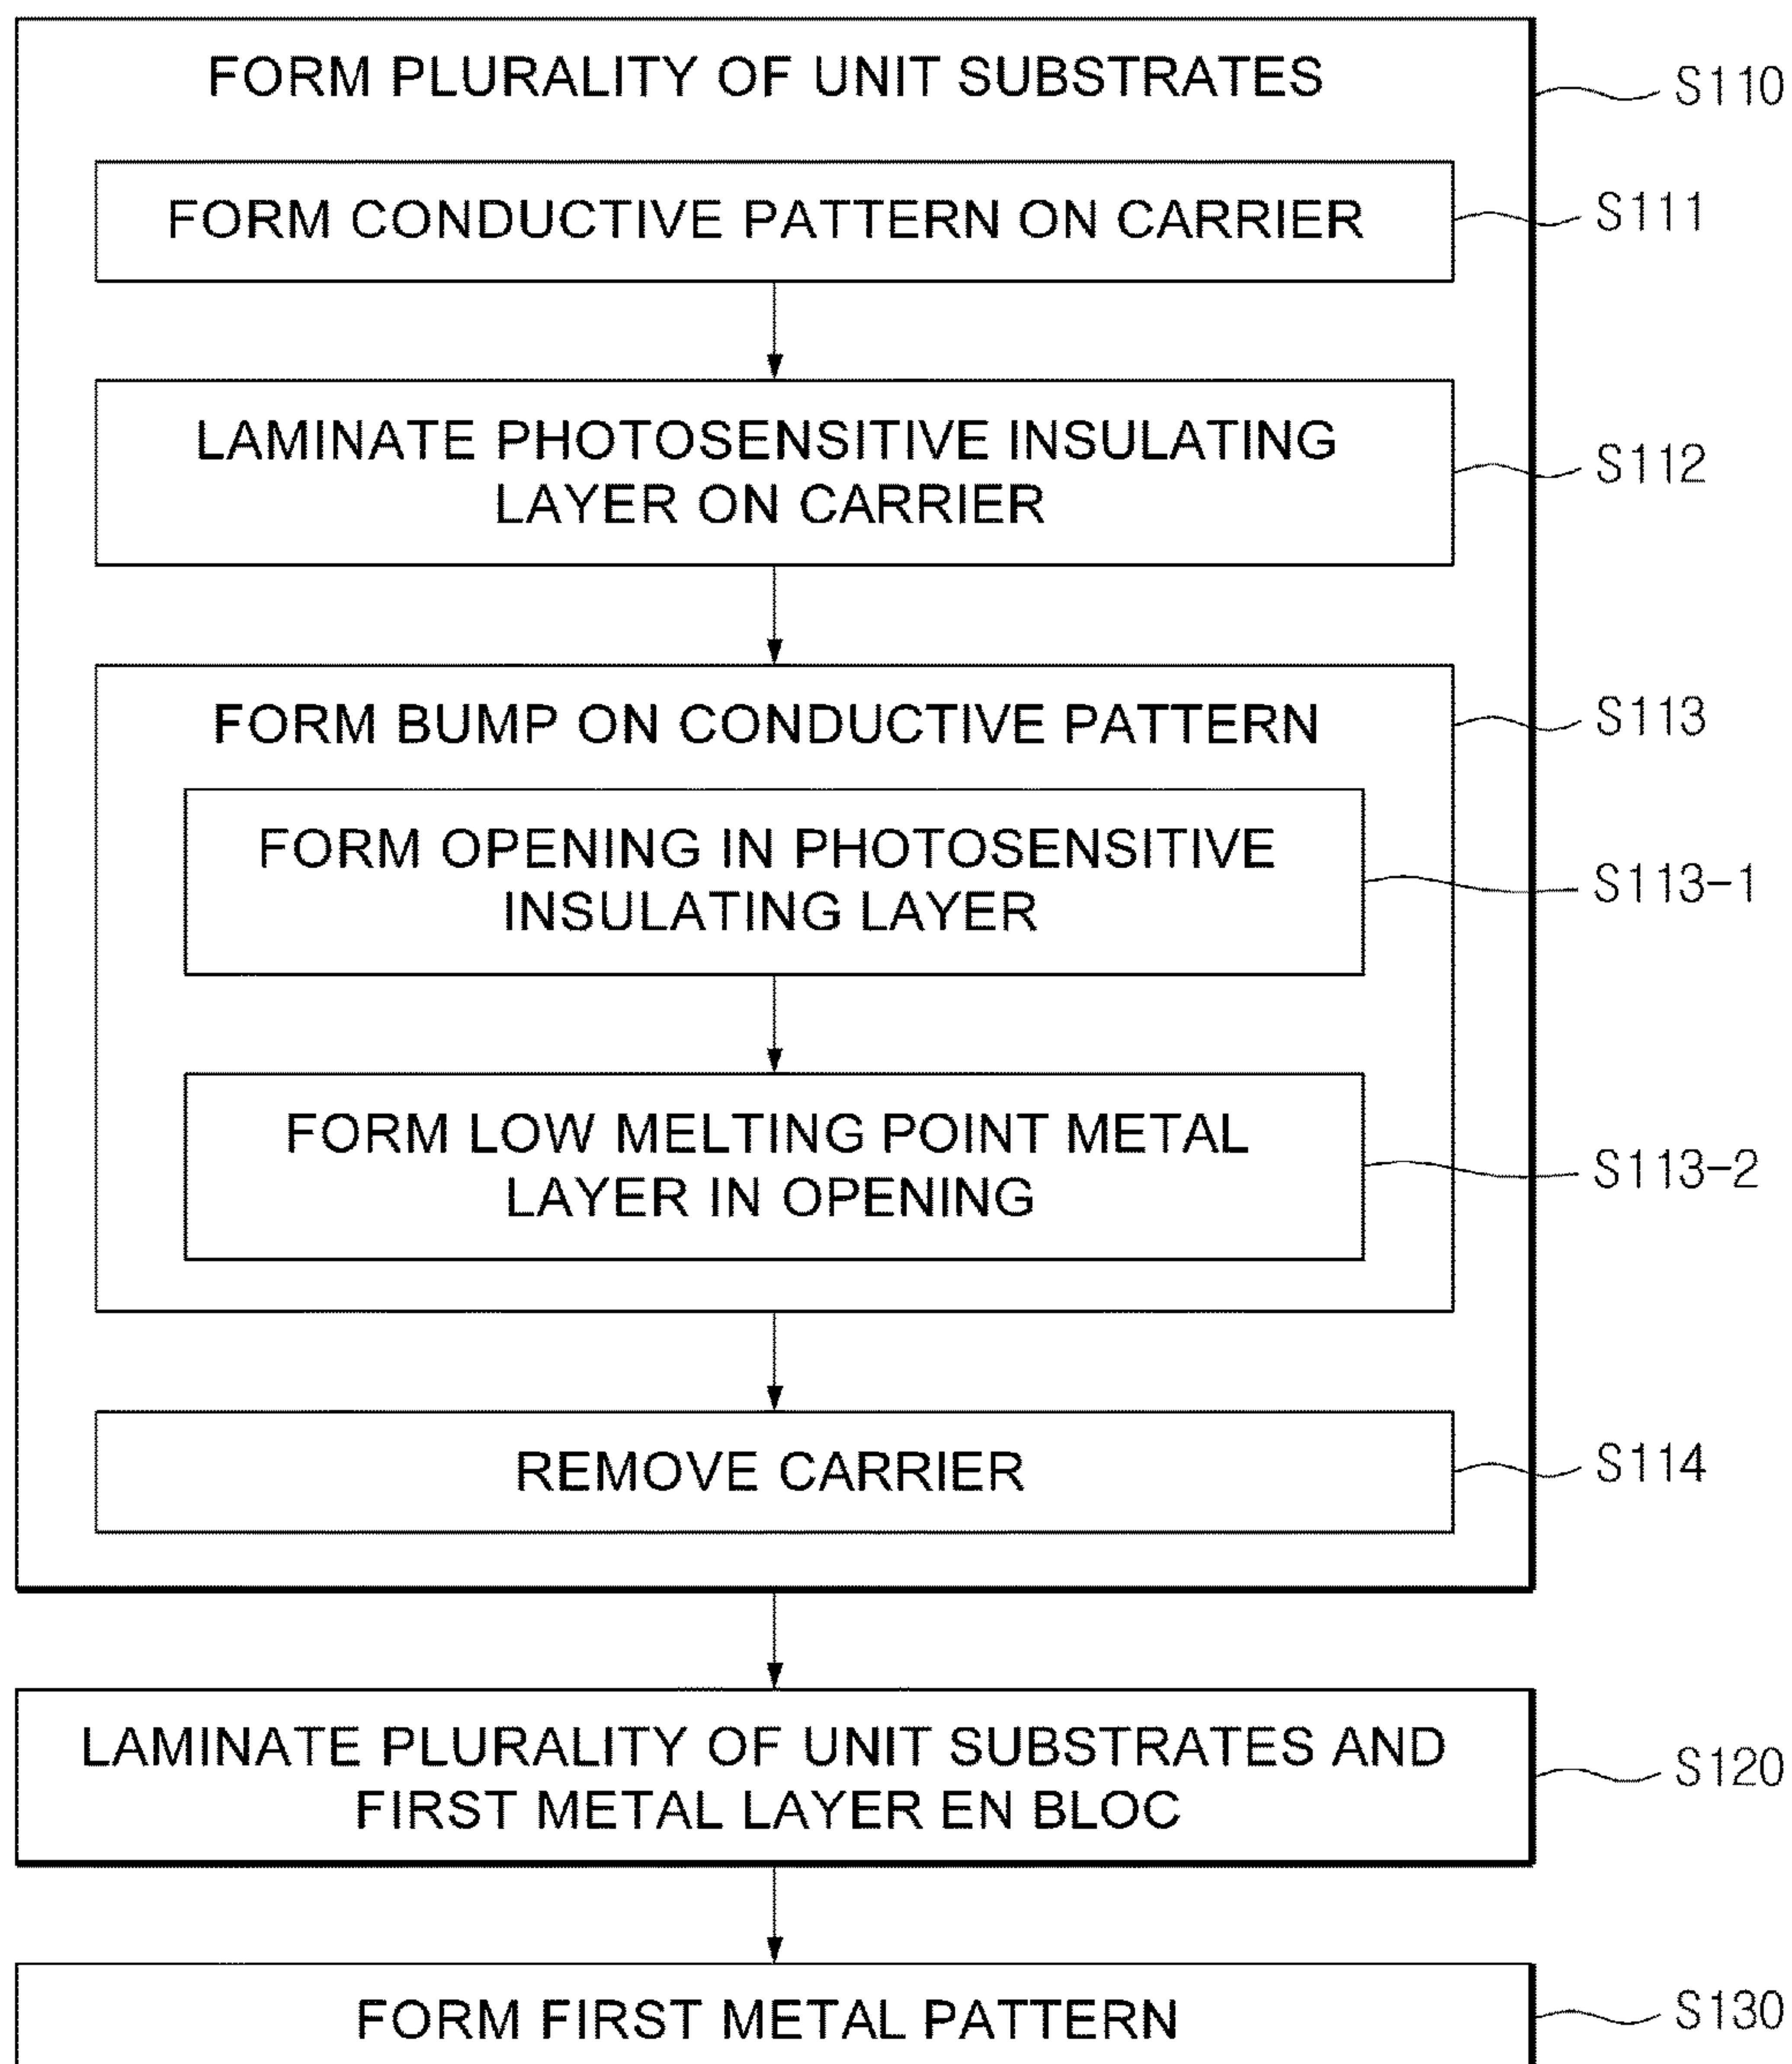 FORM PLURALITY OF UNIT SUBSTRATES
S110
FORM CONDUCTIVE PATTERN ON CARRIER
S111
LAMINATE PHOTOSENSITIVE INSULATING
LAYER ON CARRIER
S112
FORM BUMP ON CONDUCTIVE PATTERN
S113
FORM OPENING IN PHOTOSENSITIVE
INSULATING LAYER
S113-1
FORM LOW MELTING POINT METAL
LAYER IN OPENING
S113-2
REMOVE CARRIER
S114
LAMINATE PLURALITY OF UNIT SUBSTRATES AND
FIRST METAL LAYER EN BLOC
S120
FORM FIRST METAL PATTERN
S130